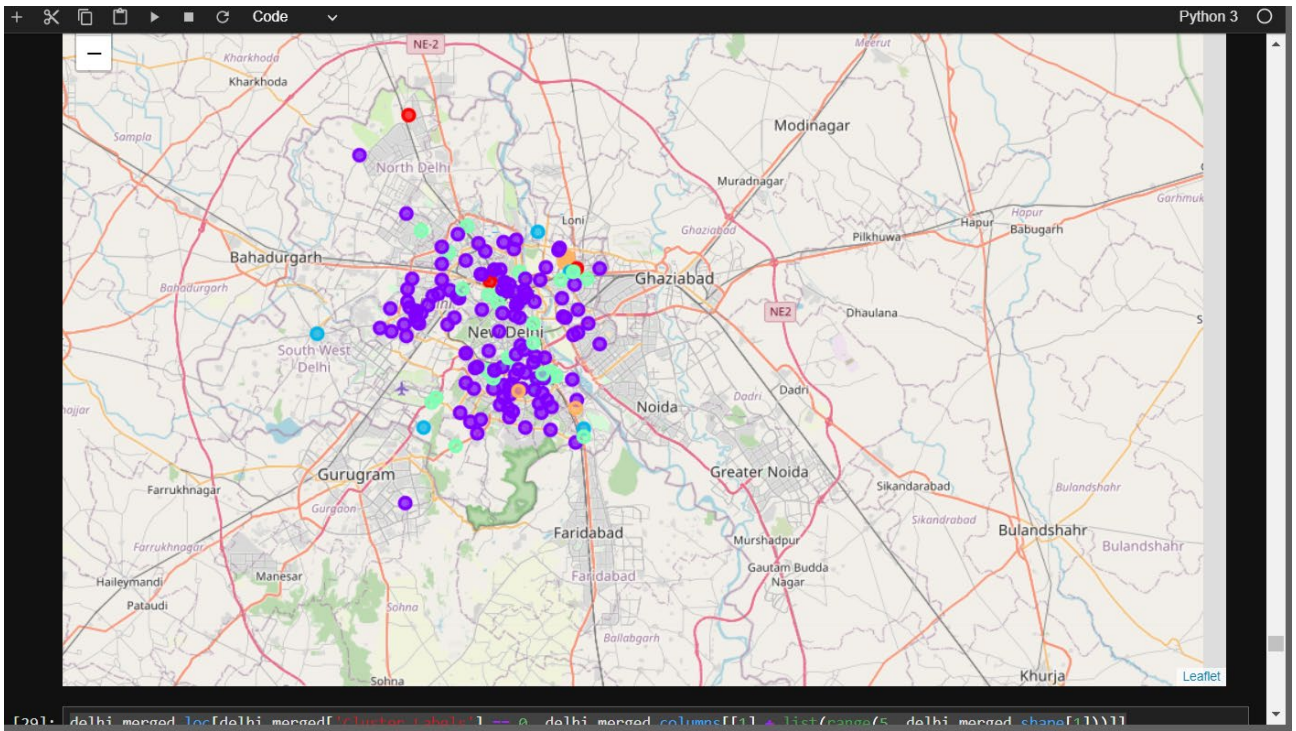 Code
Python 3
−
NE-2
Meerut
Kharkhoda
Kharkhoda
Modinagar
Sampla
North Delhi
Muradnagar
Garhmuk
Loni
Hapur
Hapur
Babugarh
Ghaziabad
Pilkhuwa
Bahadurgarh
Ghaziabad
Bahadurgarh
NE2
Dhaulana
New Delhi
South West
Delhi
Dadri
Dadri
Noida
Gurugram
Greater Noida
Farrukhnagar
Sikandarabad
Bulandshahr
Gurgaon
Sikandrabad
Faridabad
Bulandshahr
Murshadpur
Bulandshahr
Farrukhnagar
Gautam Budda
Nagar
Haileymandi
Manesar
Faridabad
Pataudi
Sohna
Ballabgarh
Khurja
Leaflet
Sohna
[29]: delhi_merged.loc[delhi_merged['Cluster Labels'] == 0, delhi_merged.columns[[1] + list(range(5, delhi_merged.shape[1]))]]